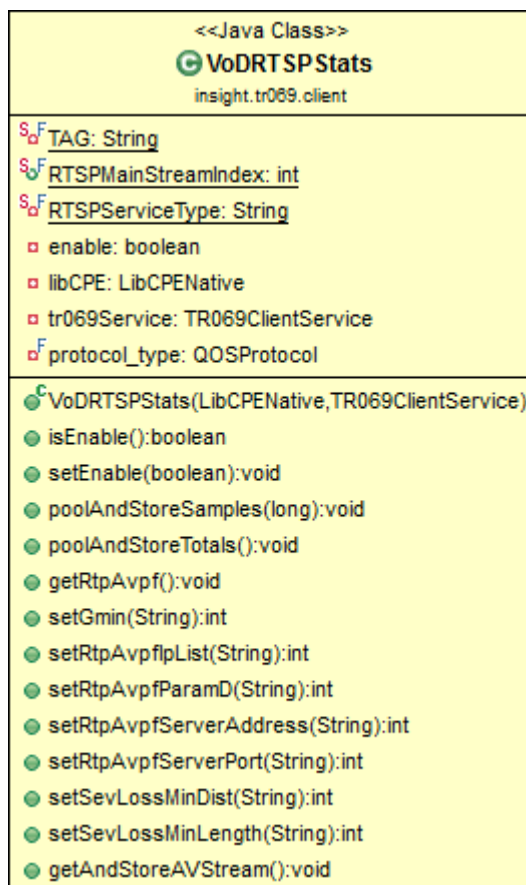 <<Java Class>>
C VoDRTSPStats
insight.tr069.client
S F TAG: String
S F RTSPMainStreamIndex: int
S F RTSPServiceType: String
enable: boolean
libCPE: LibCPENative
tr069Service: TR069ClientService
F protocol_type: QOSProtocol
C VoDRTSPStats(LibCPENative,TR069ClientService)
isEnable():boolean
setEnable(boolean):void
poolAndStoreSamples(long):void
poolAndStoreTotals():void
getRtpAvpf():void
setGmin(String):int
setRtpAvpfIpList(String):int
setRtpAvpfParamD(String):int
setRtpAvpfServerAddress(String):int
setRtpAvpfServerPort(String):int
setSevLossMinDist(String):int
setSevLossMinLength(String):int
getAndStoreAVStream():void